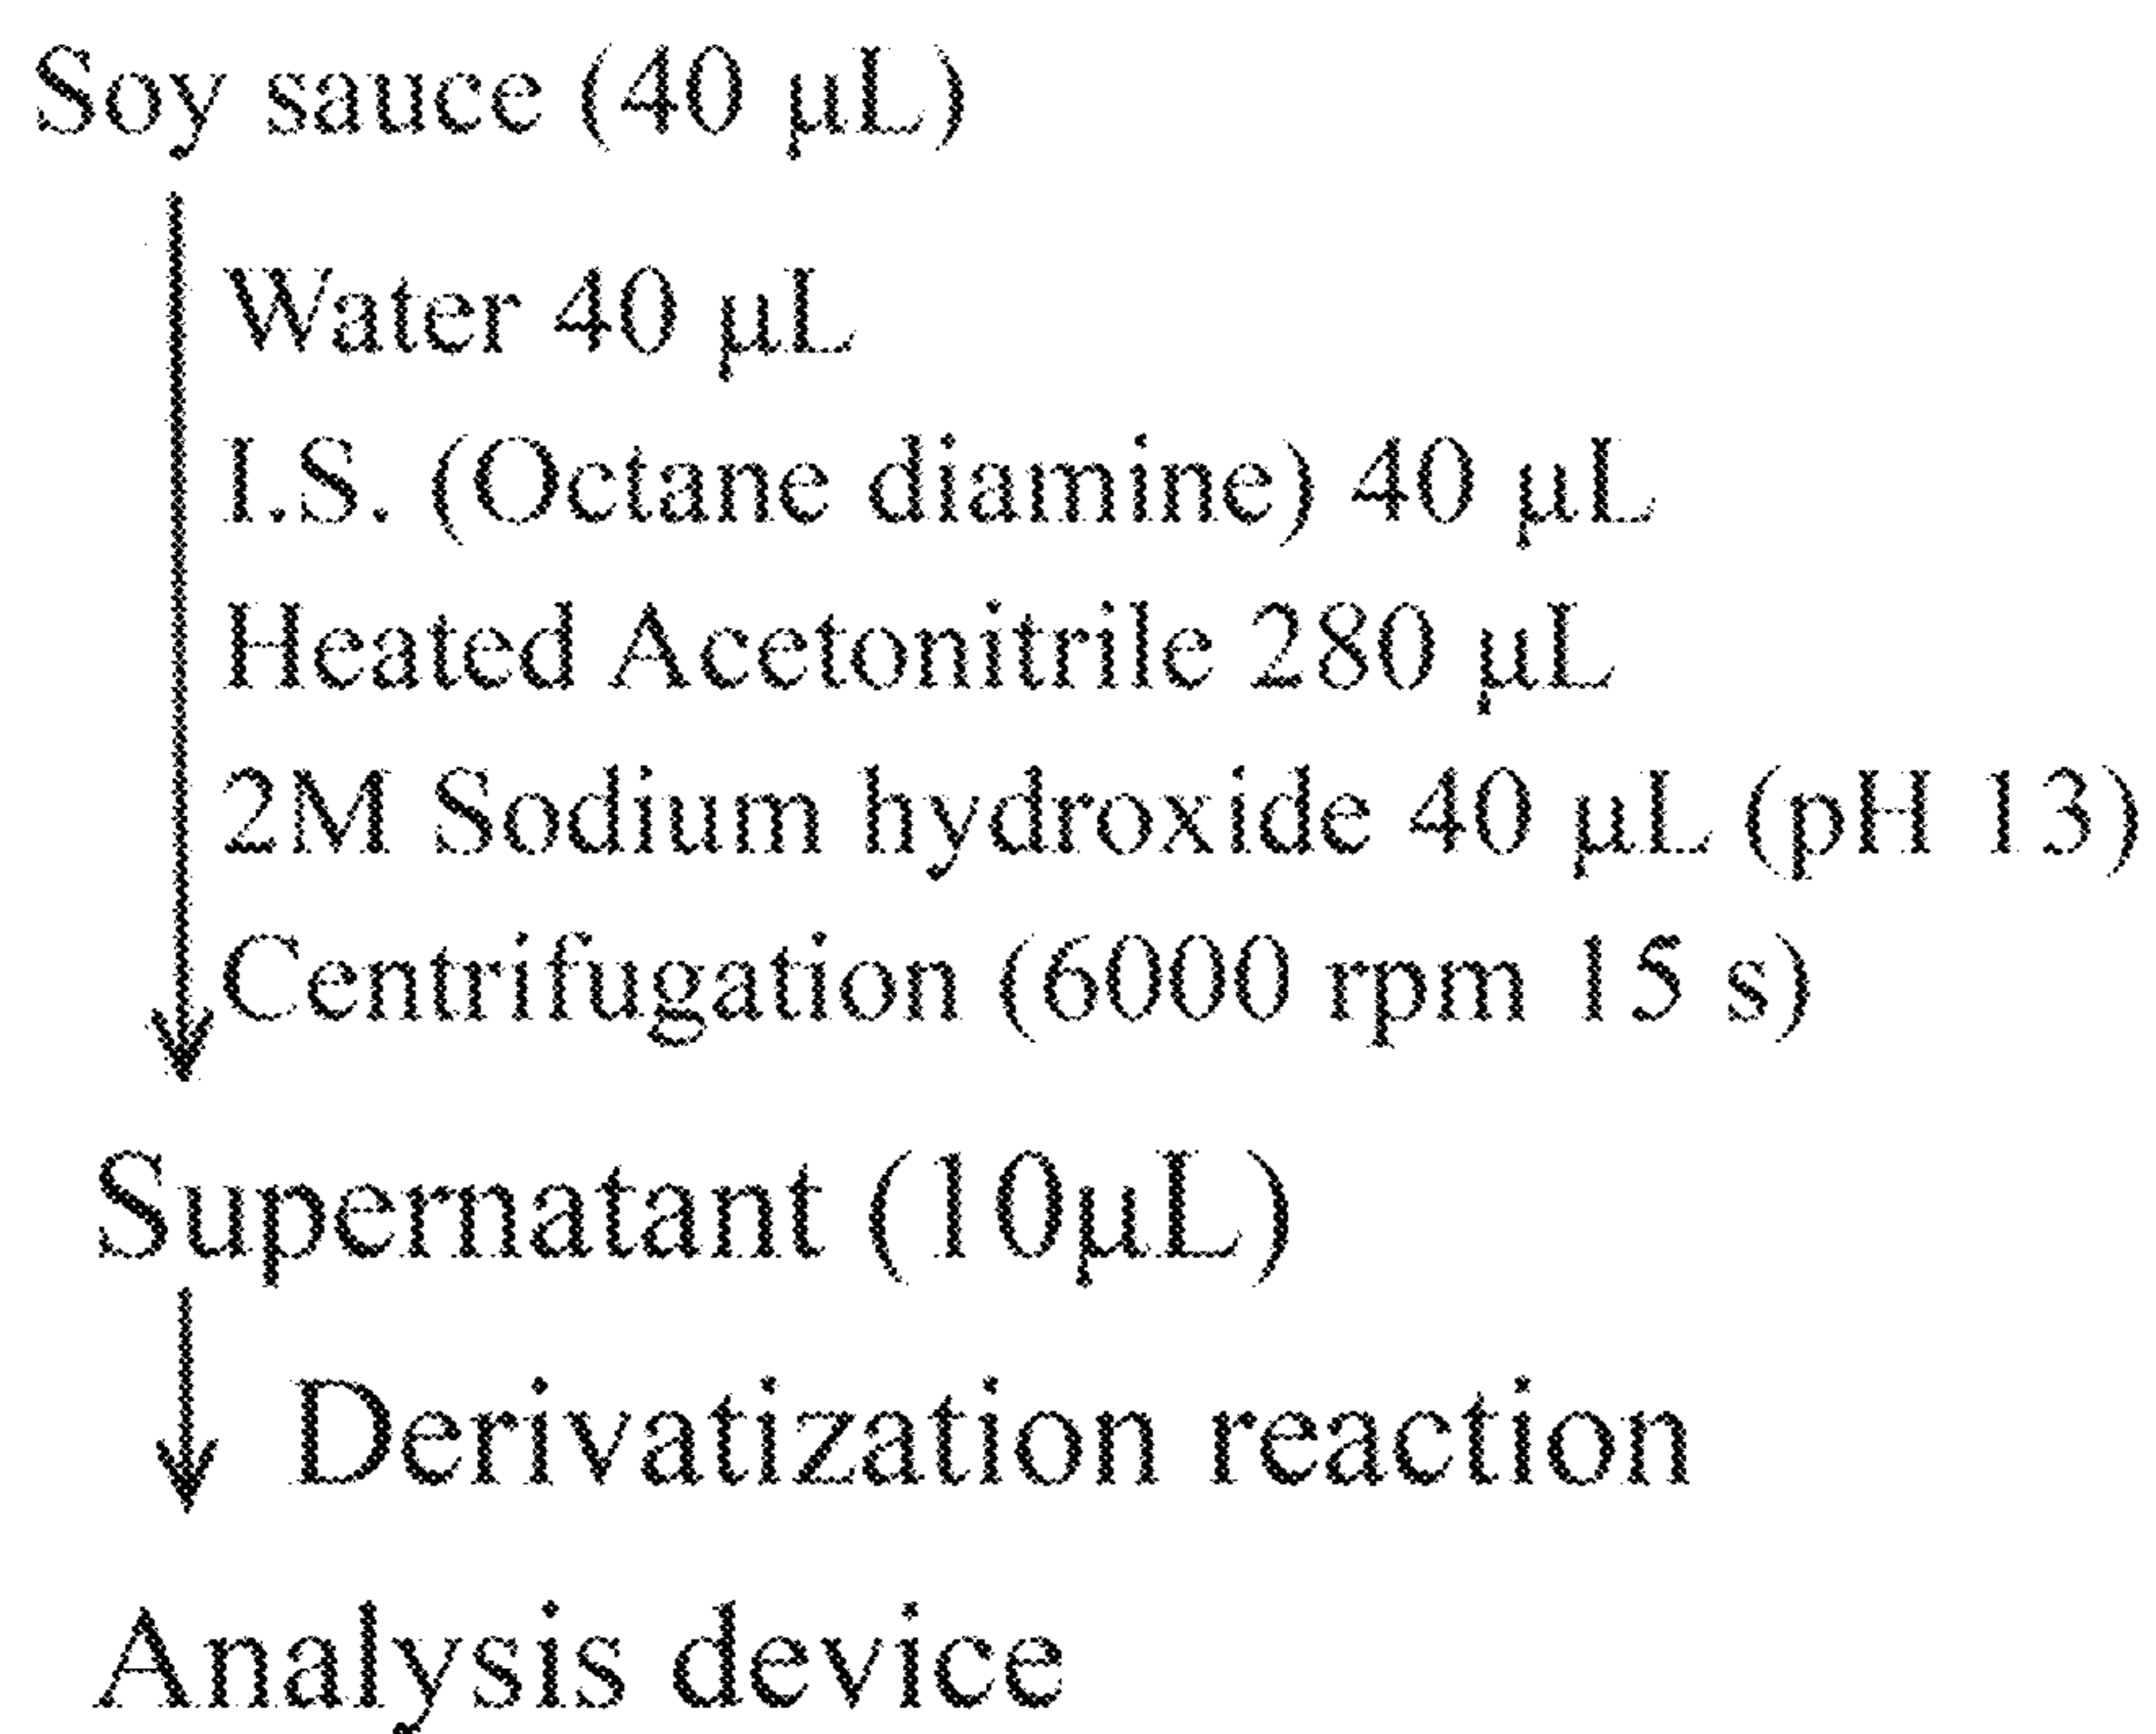 Soy sauce (40 µL)
Water 40 µL
I.S. (Octane diamine) 40 µL
Heated Acetonitrile 280 µL
2M Sodium hydroxide 40 µL (pH 13)
Centrifugation (6000 rpm 15 s)
Supernatant (10µL)
Derivatization reaction
Analysis device